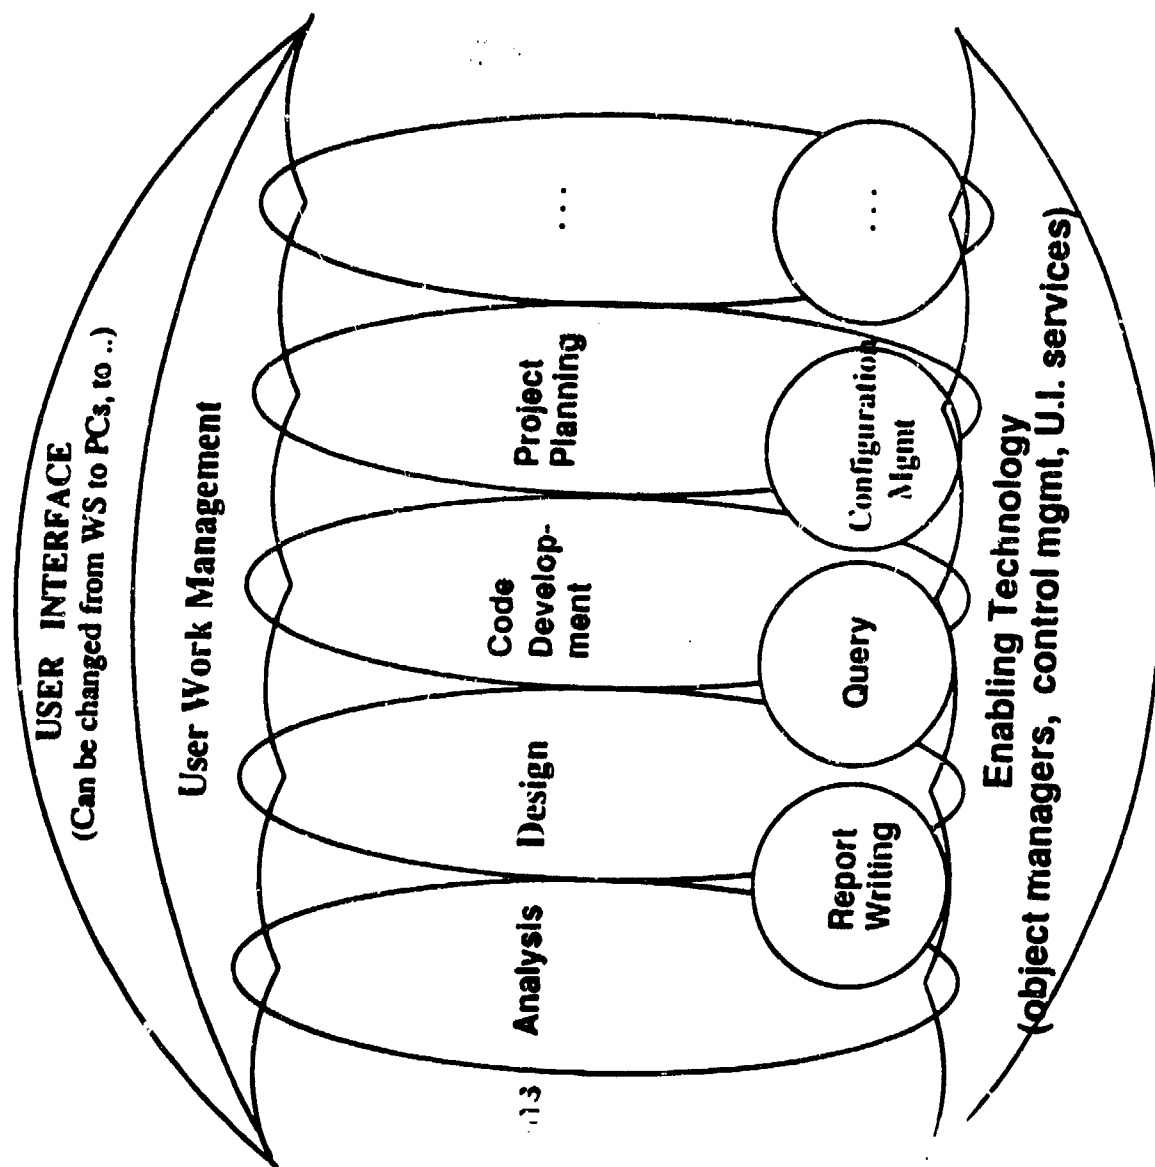 USER INTERFACE
(Can be changed from WS to PCs, to ..)
User Work Management
Analysis
Design
Code
Develop-
ment
Project
Planning
...
Report
Writing
Query
Configuration
Mgmt
...
Enabling Technology
(object managers, control mgmt, U.I. services)